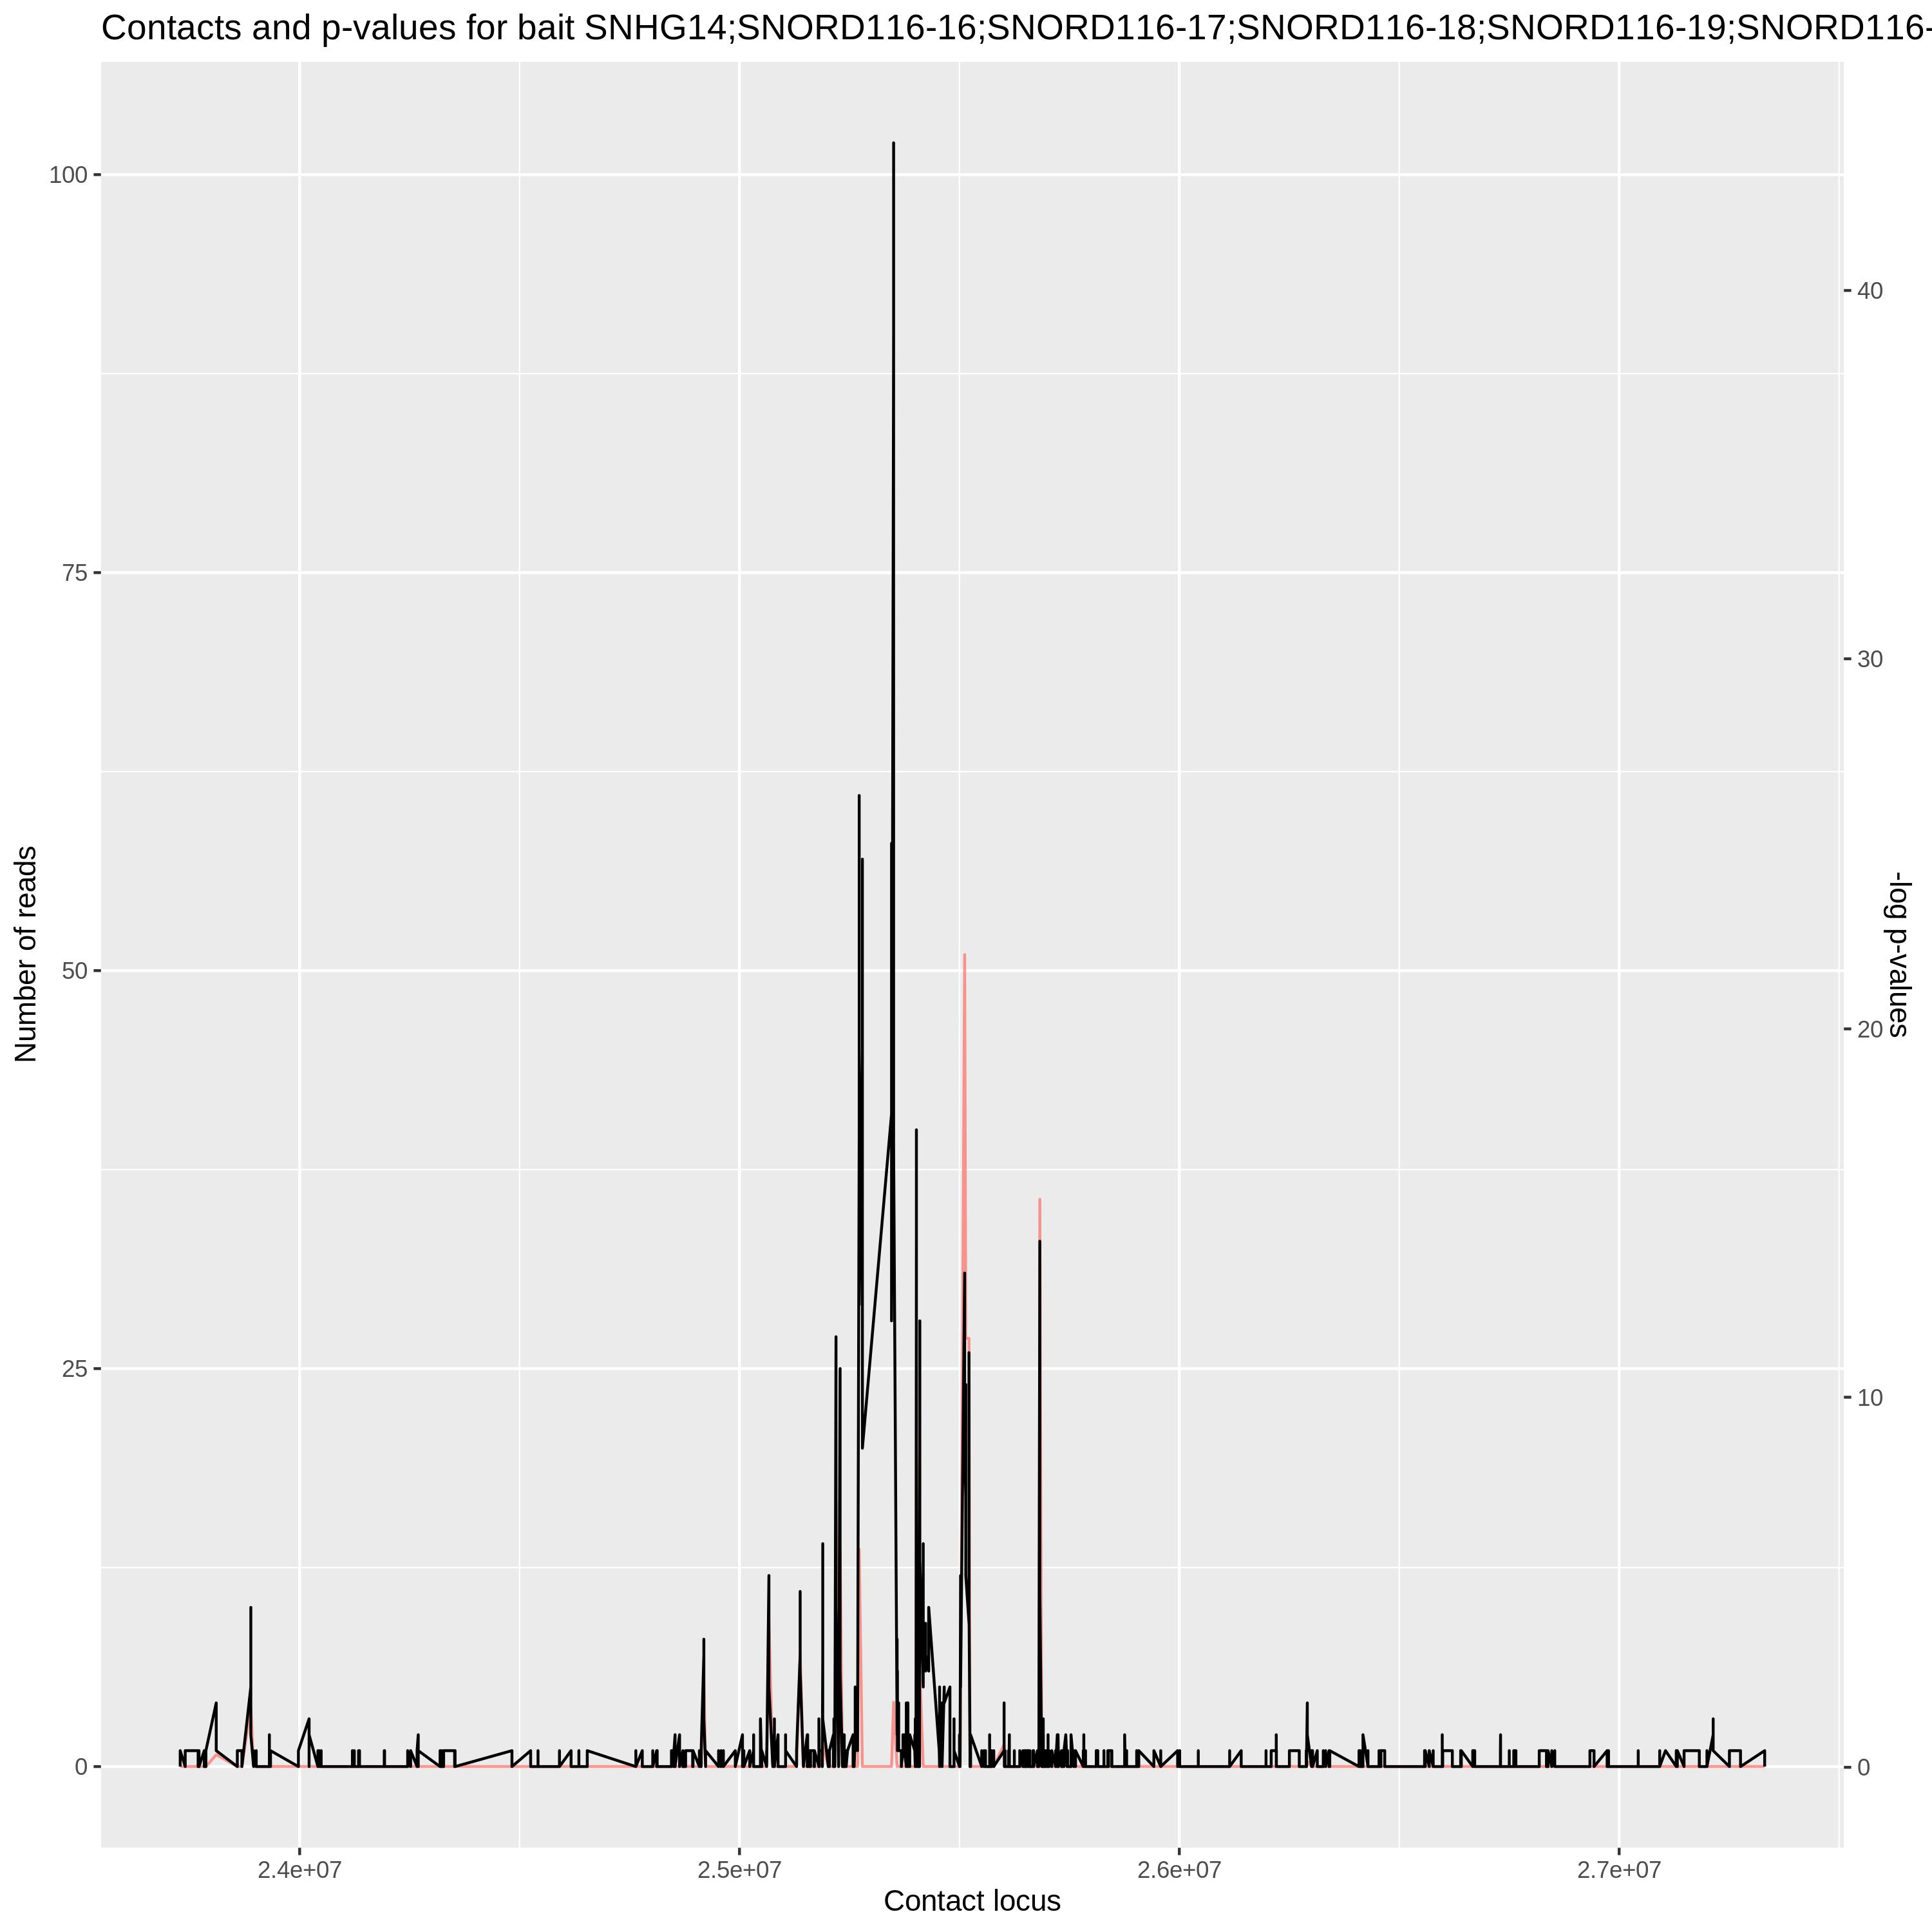 Contacts and p-values for bait SNHG14;SNORD116-16;SNORD116-17;SNORD116-18;SNORD116-19;SNORD116-
100
75
50
25
0
Number of reads
40
30
20
10
0
-log p-values
2.4e+07
2.5e+07
2.6e+07
2.7e+07
Contact locus